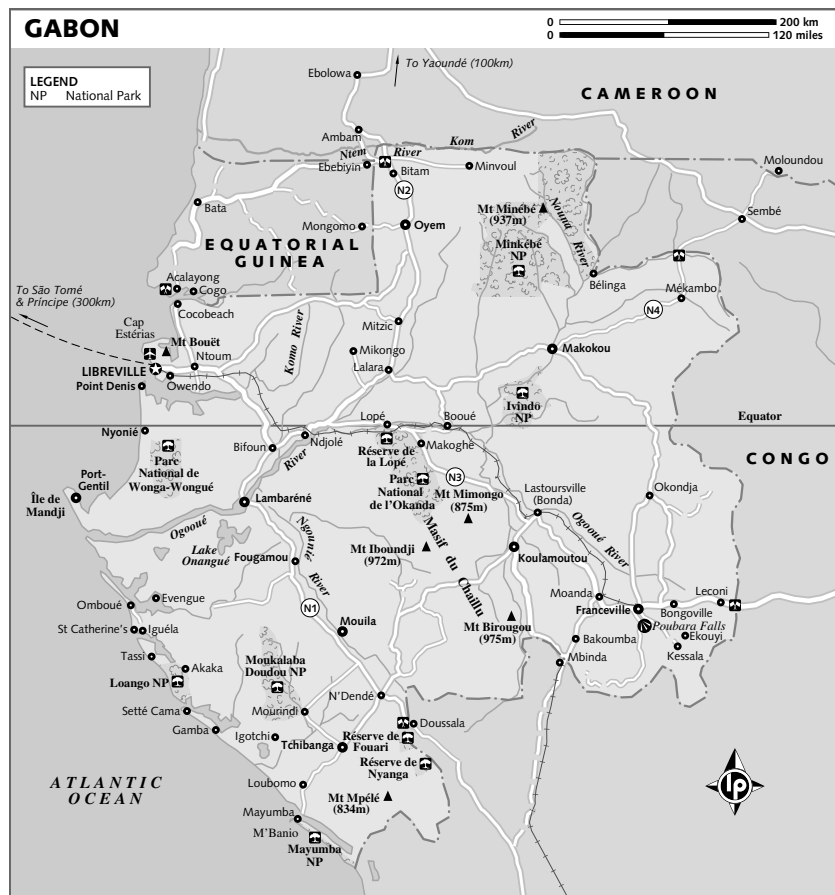 GABON
0 200 km
0 120 miles
LEGEND
NP National Park
To Yaoundé (100km)
Ebolowa
CAMEROON
Ambam
Ntem River
Kom River
Ebebiyin
Bitam
Minvoul
Moloundou
N2
Bata
Mt Minébé
(937m)
Nouna River
Sembé
Mongomo
Oyem
EQUATORIAL
GUINEA
Minkébé
NP
Bélinga
Mékambo
Acalayong
Cogo
Cocobeach
To São Tomé
& Príncipe (300km)
N4
Cap
Estérias
Mt Bouët
Komo River
Mitzic
Mikongo
Makokou
LIBREVILLE
Ntoum
Lalara
Point Denis
Owendo
Ivindo
NP
Lopé
Booué
Equator
Nyonié
Bifoun
Ndjolé
River
Réserve de
la Lopé
Makoghe
CONGO
Parc
National de
Wonga-Wongué
N3
Parc
National
de l'Okanda
Mt Mimongo
(875m)
Lastoursville
(Bonda)
Okondja
Port-
Gentil
Île de
Mandji
Lambaréné
Ogooué
Ngounié River
Masif du Chaillu
Ogooué River
Lake
Onangué
Fougamou
Mt Iboundji
(972m)
Koulamoutou
Evengue
Omboué
N1
Moanda
Leconi
Franceville
Bongoville
St Catherine's
Iguéla
Mouila
Mt Birougou
(975m)
Poubara Falls
Bakoumba
Ekouyi
Kessala
Tassi
Akaka
Moukalaba
Doudou NP
Mbinda
Loango NP
N'Dendé
Setté Cama
Mourindi
Doussala
Gamba
Igotchi
Tchibanga
Réserve de
Fouari
Réserve de
Nyanga
ATLANTIC
OCEAN
Loubomo
Mt Mpélé
(834m)
Mayumba
M'Banio
Mayumba
NP
lp